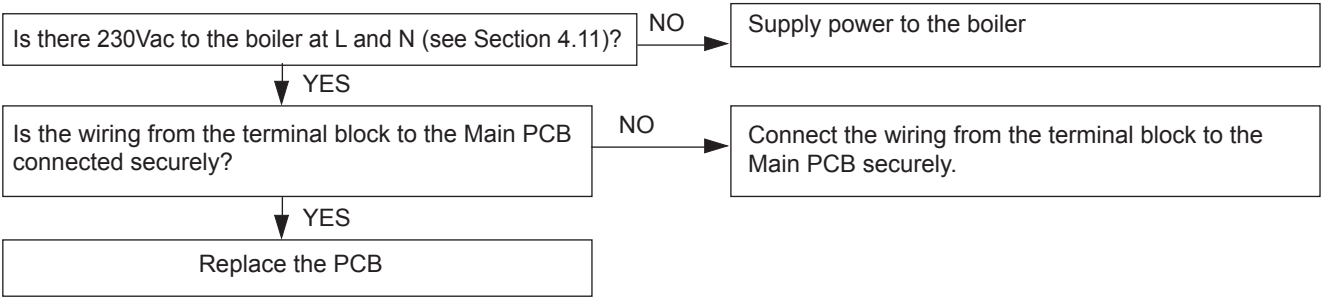 Is there 230Vac to the boiler at L and N (see Section 4.11)?
NO
Supply power to the boiler
YES
Is the wiring from the terminal block to the Main PCB
connected securely?
NO
Connect the wiring from the terminal block to the
Main PCB securely.
YES
Replace the PCB